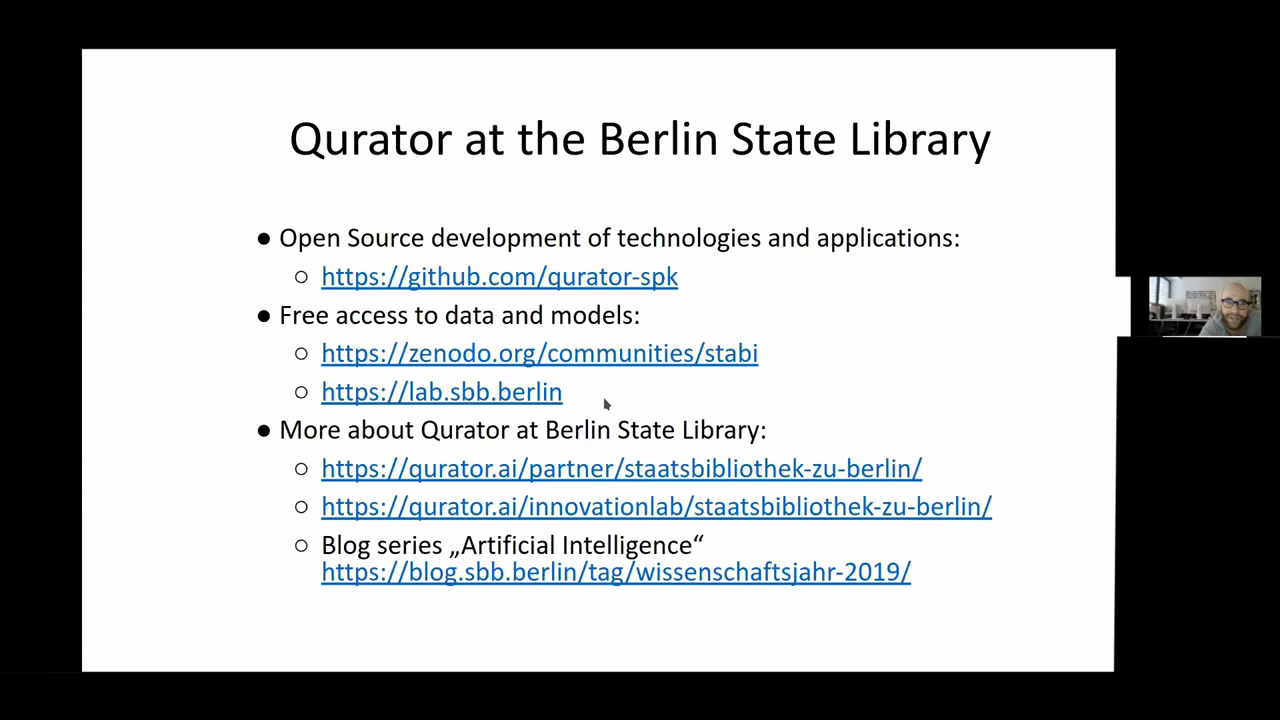 Qurator at the Berlin State Library
● Open Source development of technologies and applications:
○ https://github.com/qurator-spk
● Free access to data and models:
○ https://zenodo.org/communities/stabi
○ https://lab.sbb.berlin
● More about Qurator at Berlin State Library:
○ https://qurator.ai/partner/staatsbibliothek-zu-berlin/
○ https://qurator.ai/innovationlab/staatsbibliothek-zu-berlin/
○ Blog series „Artificial Intelligence“
https://blog.sbb.berlin/tag/wissenschaftsjahr-2019/